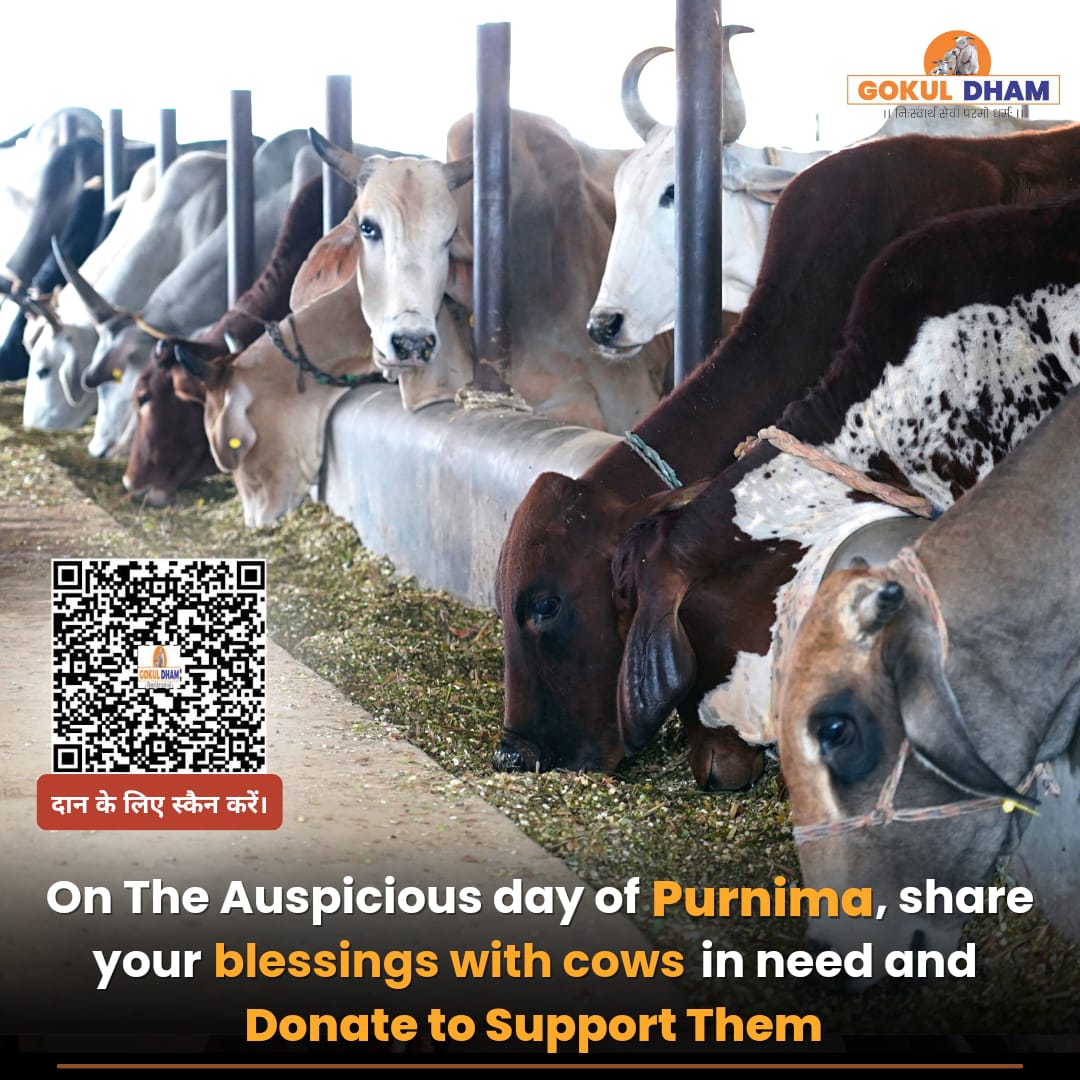 GOKUL DHAM
।। निःस्वार्थ सेवा परमो धर्मः ।।
GOKUL DHAM
दान के लिए स्कैन करें।
On The Auspicious day of Purnima, share
your blessings with cows in need and
Donate to Support Them